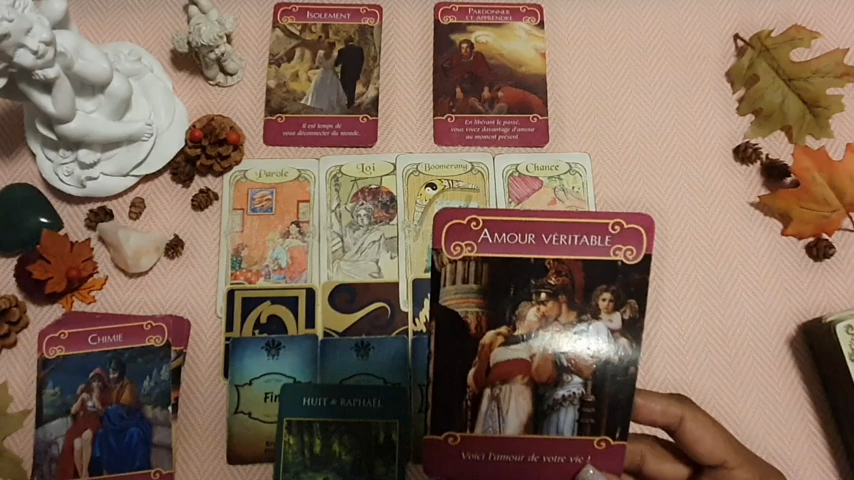 ISOLEMENT
Il est temps de
vous déconnecter du monde.
PARDONNER
ET APPRENDRE
En libérant le passé,
vous vivez davantage d'amour
au moment présent
Parole
Loi
Boomerang
Chance
AMOUR VÉRITABLE
Voici l'amour de votre vie !
CHIMIE
HUIT de RAPHAËL